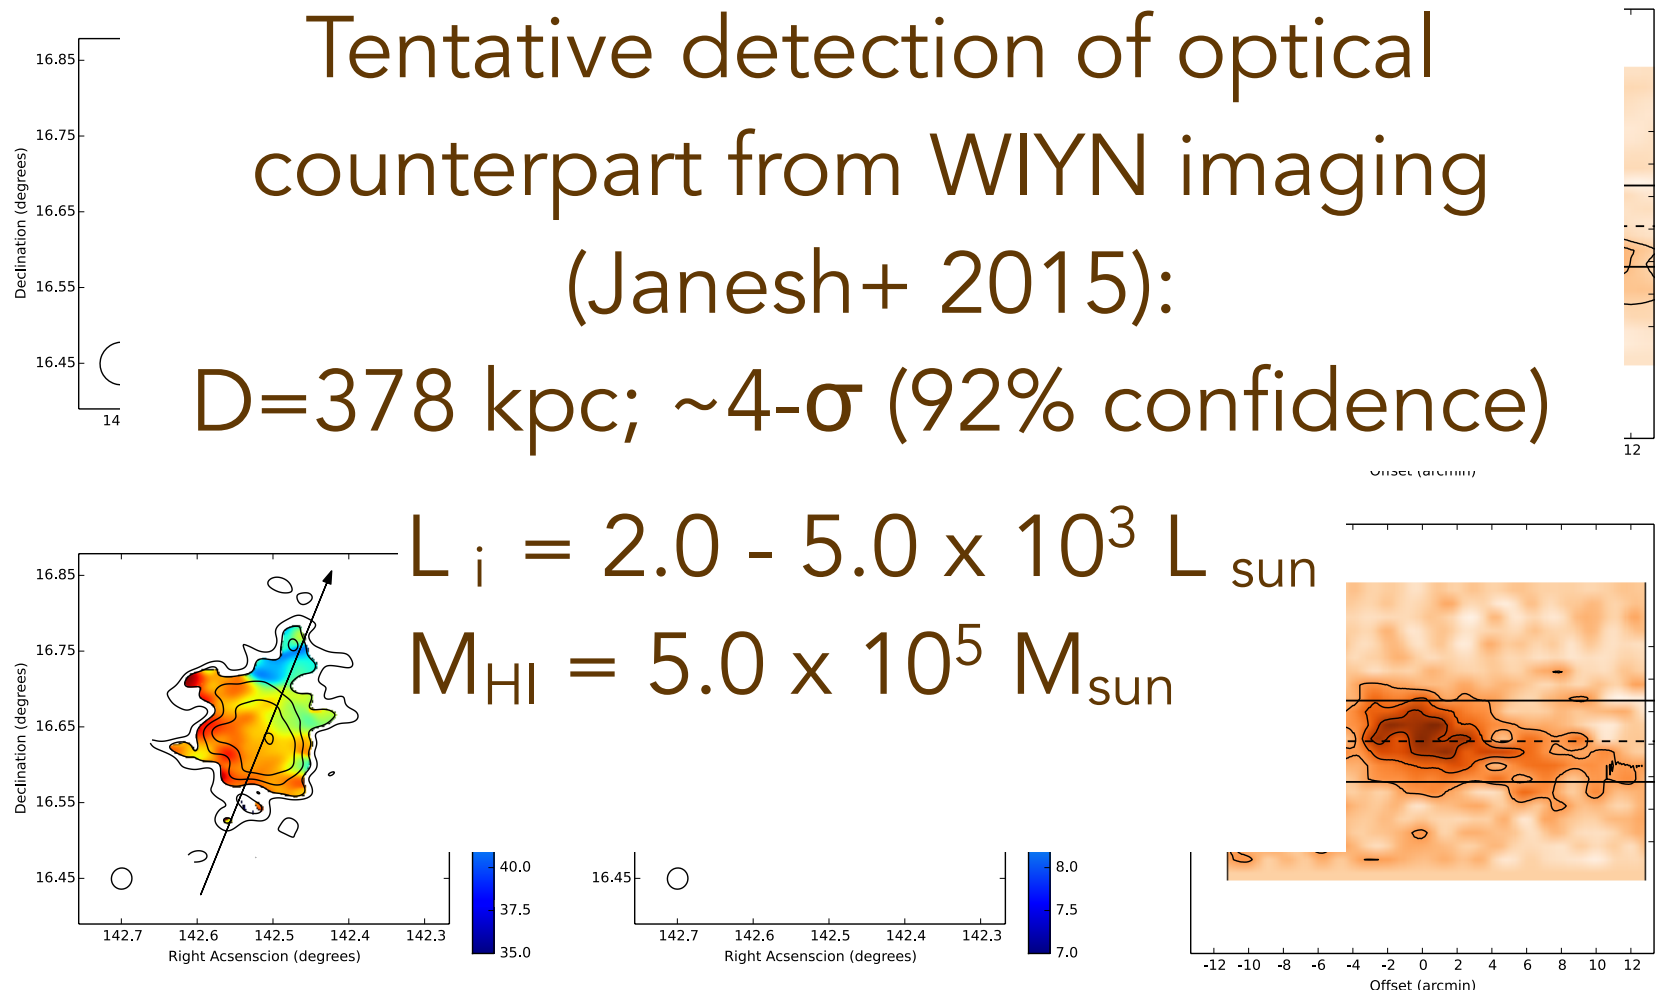 Tentative detection of optical
counterpart from WIYN imaging
(Janesh+ 2015):
D=378 kpc; ~4-σ (92% confidence)
L i = 2.0 - 5.0 x 10³ L sun
M HI = 5.0 x 10⁵ M sun
16.85
16.75
16.65
16.55
16.45
Declination (degrees)
14
12
Offset (arcmin)
16.85
16.75
16.65
16.55
16.45
Declination (degrees)
142.7 142.6 142.5 142.4 142.3
Right Acsenscion (degrees)
40.0
37.5
35.0
16.45
142.7 142.6 142.5 142.4 142.3
Right Acsenscion (degrees)
8.0
7.5
7.0
-12 -10 -8 -6 -4 -2 0 2 4 6 8 10 12
Offset (arcmin)